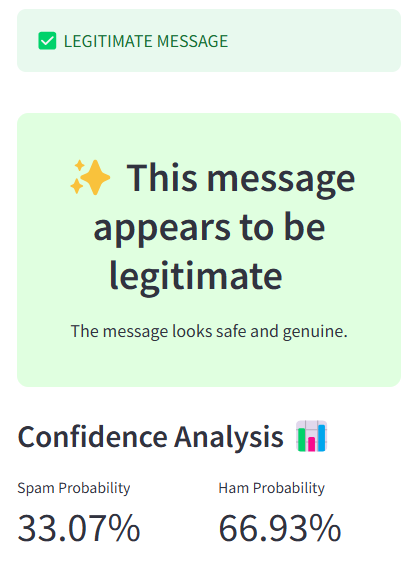 ✅ LEGITIMATE MESSAGE
✨ This message
appears to be
legitimate
The message looks safe and genuine.
Confidence Analysis 📊
Spam Probability
Ham Probability
33.07%
66.93%